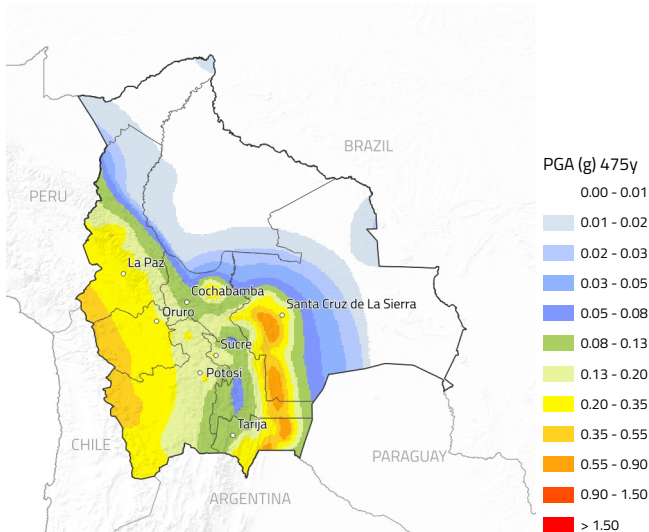 BRAZIL
PERU
La Paz
Cochabamba
Oruro
Santa Cruz de La Sierra
Sucre
Potosí
Tarija
CHILE
PARAGUAY
ARGENTINA
PGA (g) 475y
0.00 - 0.01
0.01 - 0.02
0.02 - 0.03
0.03 - 0.05
0.05 - 0.08
0.08 - 0.13
0.13 - 0.20
0.20 - 0.35
0.35 - 0.55
0.55 - 0.90
0.90 - 1.50
> 1.50